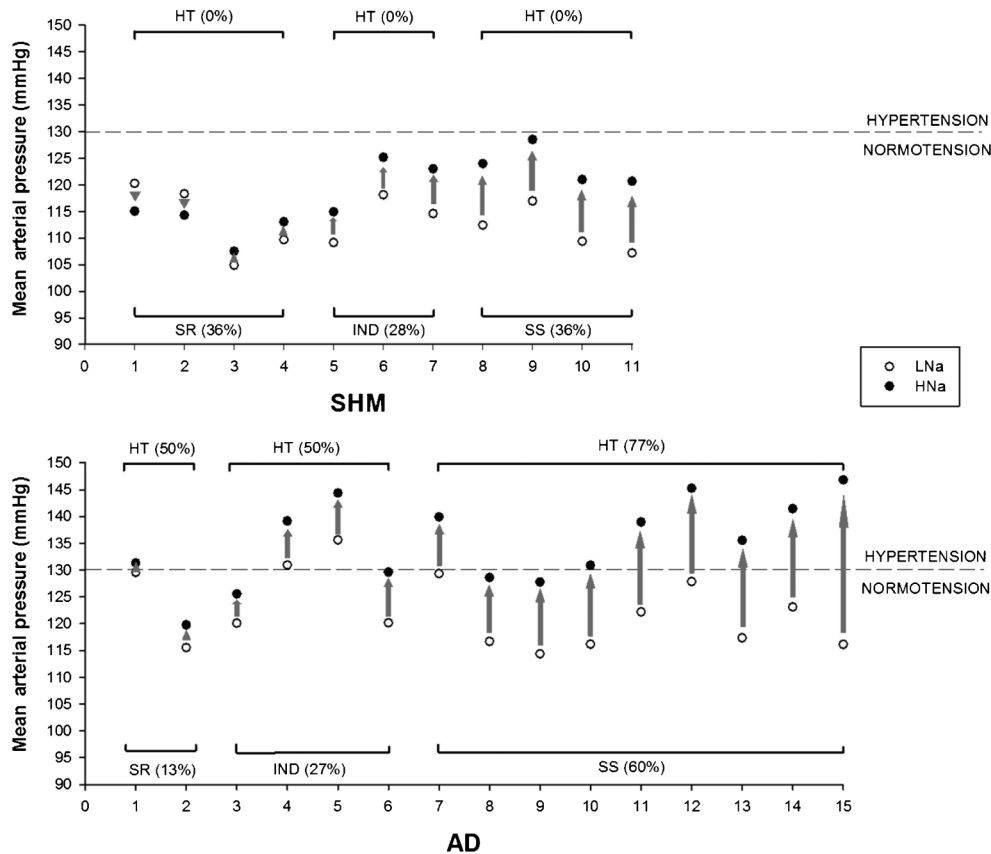 HT (0%) HT (0%) HT (0%)
150
145
140
135
130
125
120
115
110
105
100
95
90
Mean arterial pressure (mmHg)
HYPERTENSION
NORMOTENSION
SR (36%) IND (28%) SS (36%)
0 1 2 3 4 5 6 7 8 9 10 11
SHM
LNa
HNa
HT (50%) HT (50%) HT (77%)
150
145
140
135
130
125
120
115
110
105
100
95
90
Mean arterial pressure (mmHg)
HYPERTENSION
NORMOTENSION
SR (13%) IND (27%) SS (60%)
0 1 2 3 4 5 6 7 8 9 10 11 12 13 14 15
AD